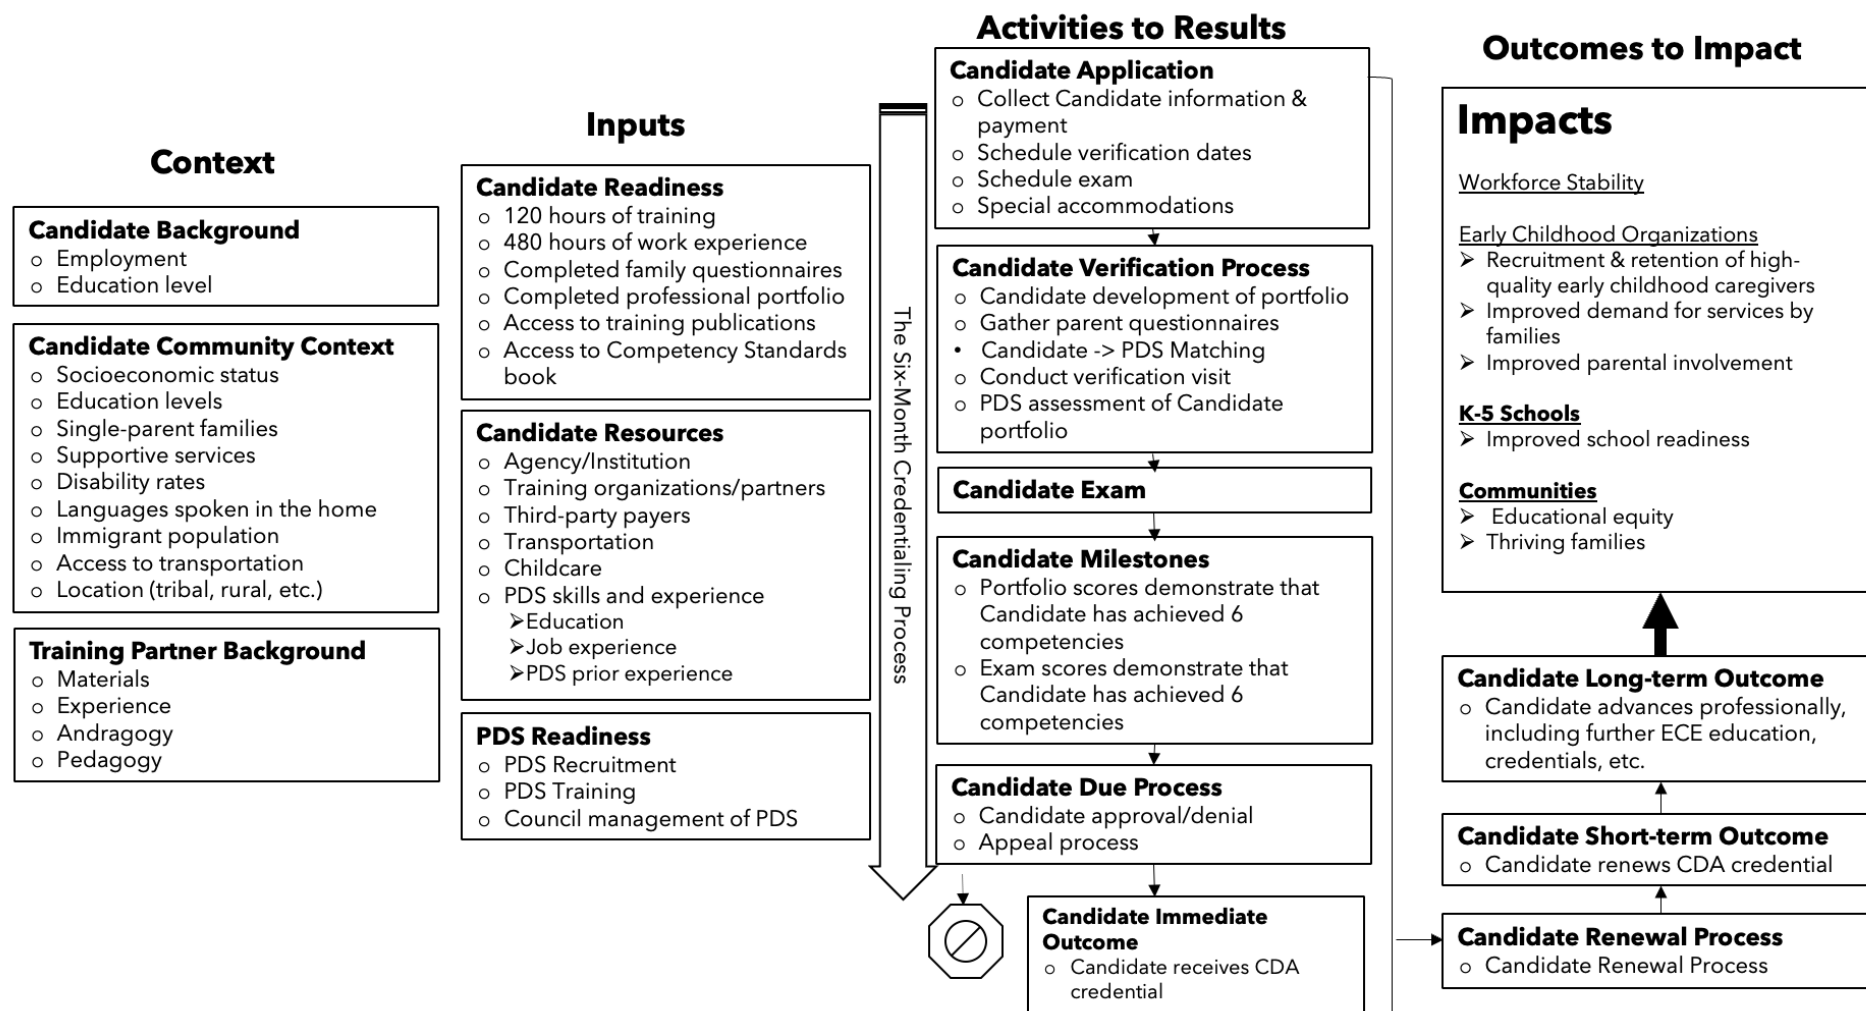 Context
Candidate Background
o Employment
o Education level
Candidate Community Context
o Socioeconomic status
o Education levels
o Single-parent families
o Supportive services
o Disability rates
o Languages spoken in the home
o Immigrant population
o Access to transportation
o Location (tribal, rural, etc.)
Training Partner Background
o Materials
o Experience
o Andragogy
o Pedagogy
Inputs
Candidate Readiness
o 120 hours of training
o 480 hours of work experience
o Completed family questionnaires
o Completed professional portfolio
o Access to training publications
o Access to Competency Standards
book
Candidate Resources
o Agency/Institution
o Training organizations/partners
o Third-party payers
o Transportation
o Childcare
o PDS skills and experience
➢Education
➢Job experience
➢PDS prior experience
PDS Readiness
o PDS Recruitment
o PDS Training
o Council management of PDS
The Six-Month Credentialing Process
Activities to Results
Candidate Application
o Collect Candidate information &
payment
o Schedule verification dates
o Schedule exam
o Special accommodations
Candidate Verification Process
o Candidate development of portfolio
o Gather parent questionnaires
• Candidate -> PDS Matching
o Conduct verification visit
o PDS assessment of Candidate
portfolio
Candidate Exam
Candidate Milestones
o Portfolio scores demonstrate that
Candidate has achieved 6
competencies
o Exam scores demonstrate that
Candidate has achieved 6
competencies
Candidate Due Process
o Candidate approval/denial
o Appeal process
Candidate Immediate
Outcome
o Candidate receives CDA
credential
Outcomes to Impact
Impacts
Workforce Stability
Early Childhood Organizations
➢ Recruitment & retention of high-
quality early childhood caregivers
➢ Improved demand for services by
families
➢ Improved parental involvement
K-5 Schools
➢ Improved school readiness
Communities
➢ Educational equity
➢ Thriving families
Candidate Long-term Outcome
o Candidate advances professionally,
including further ECE education,
credentials, etc.
Candidate Short-term Outcome
o Candidate renews CDA credential
Candidate Renewal Process
o Candidate Renewal Process